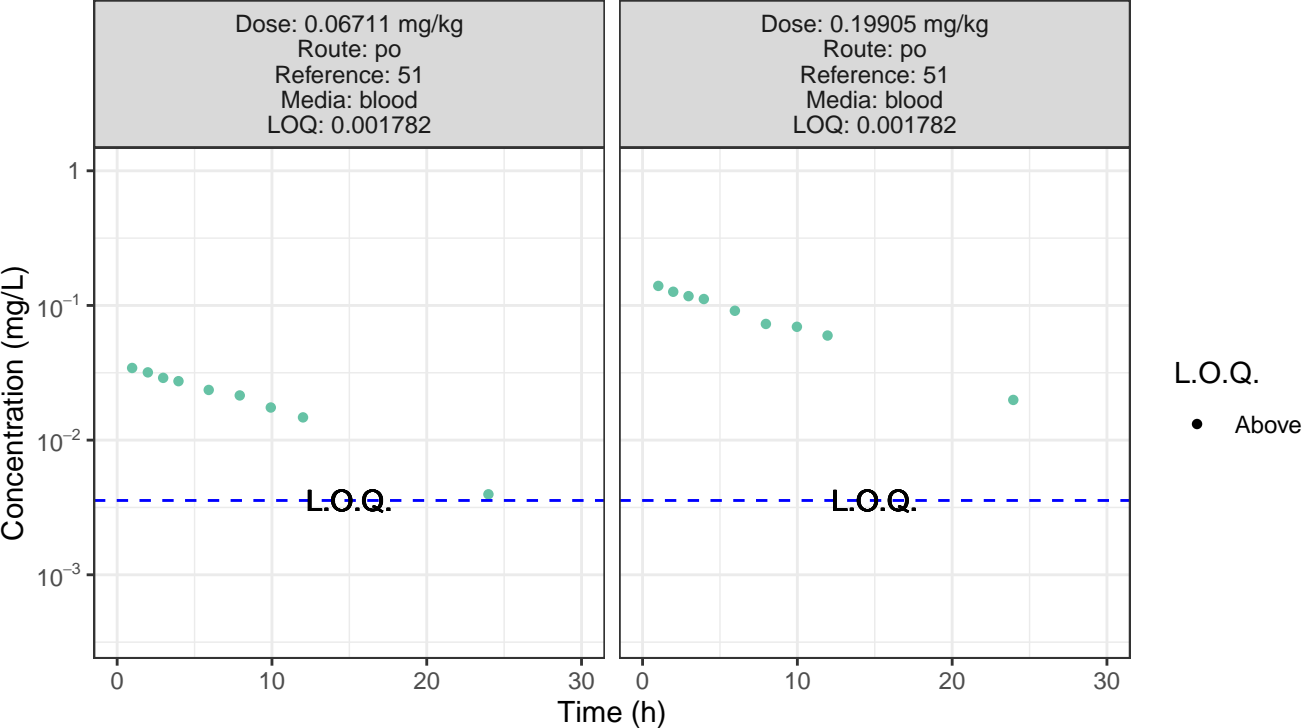 Dose: 0.06711 mg/kg
Route: po
Reference: 51
Media: blood
LOQ: 0.001782
Dose: 0.19905 mg/kg
Route: po
Reference: 51
Media: blood
LOQ: 0.001782
1
10⁻¹
10⁻²
10⁻³
Concentration (mg/L)
L.O.Q.
L.O.Q.
0 10 20 30
0 10 20 30
Time (h)
L.O.Q.
Above